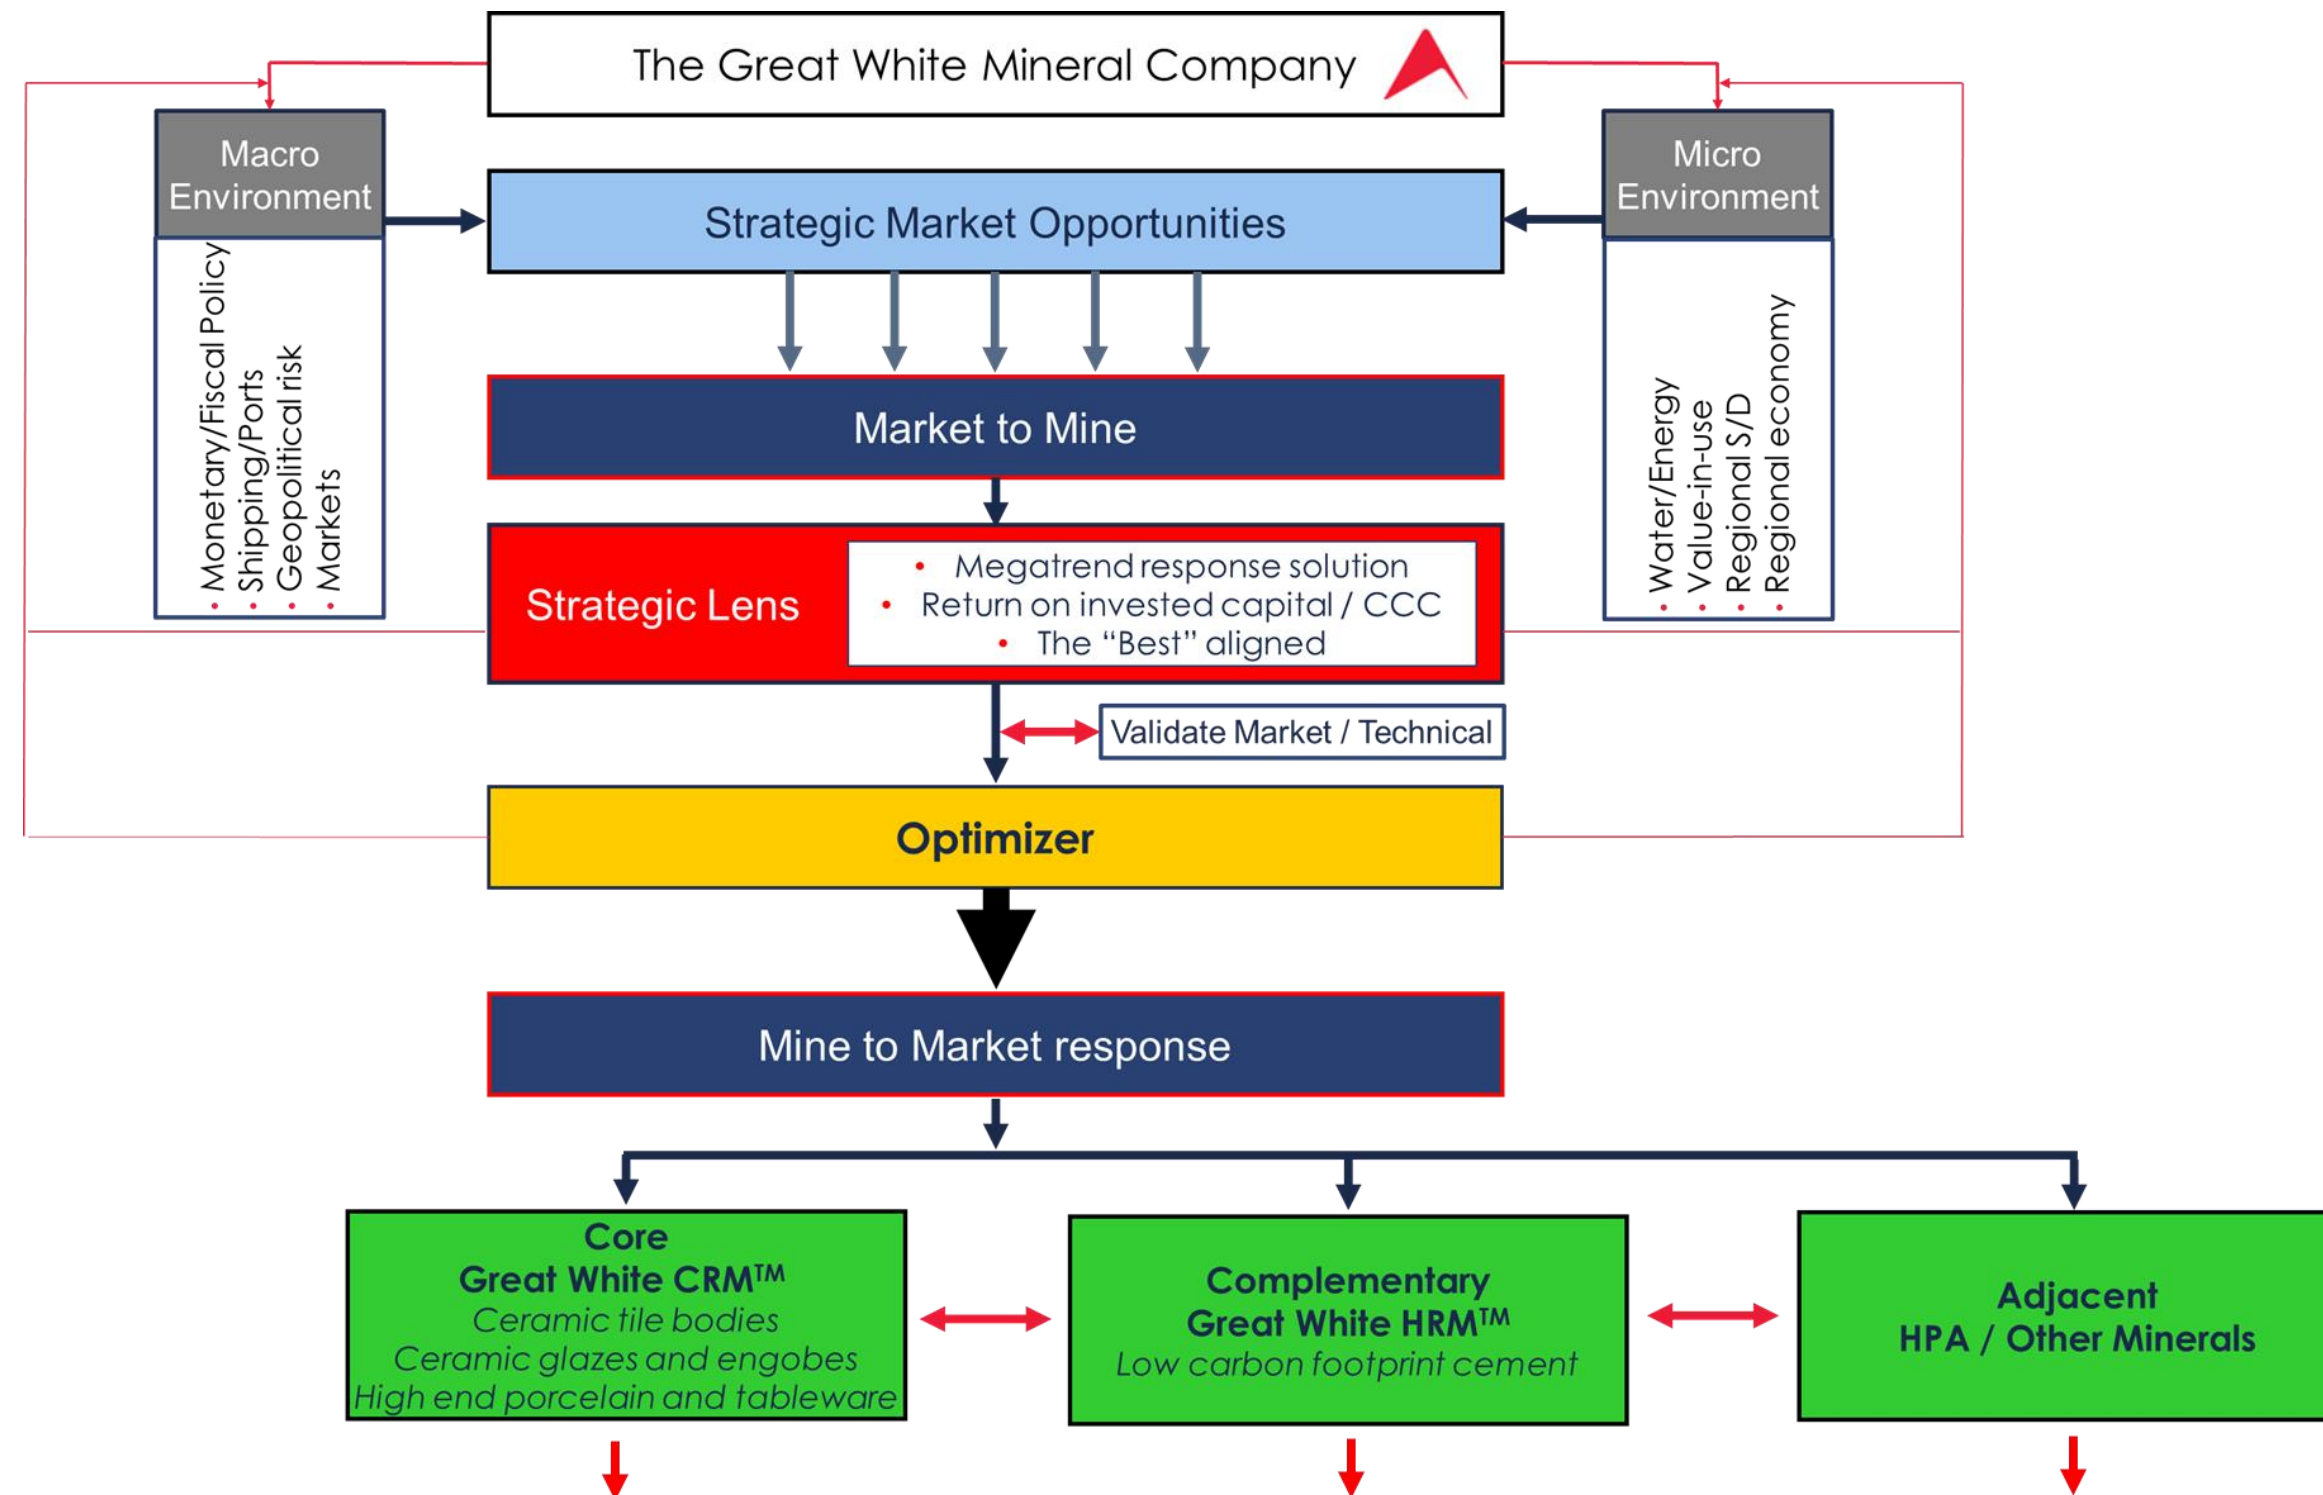 The Great White Mineral Company
Macro
Environment
• Monetary/Fiscal Policy
• Shipping/Ports
• Geopolitical risk
• Markets
Micro
Environment
• Water/Energy
• Value-in-use
• Regional S/D
• Regional economy
Strategic Market Opportunities
Market to Mine
Strategic Lens
• Megatrend response solution
• Return on invested capital / CCC
• The “Best” aligned
Validate Market / Technical
Optimizer
Mine to Market response
Core
Great White CRM™
Ceramic tile bodies
Ceramic glazes and engobes
High end porcelain and tableware
Complementary
Great White HRM™
Low carbon footprint cement
Adjacent
HPA / Other Minerals